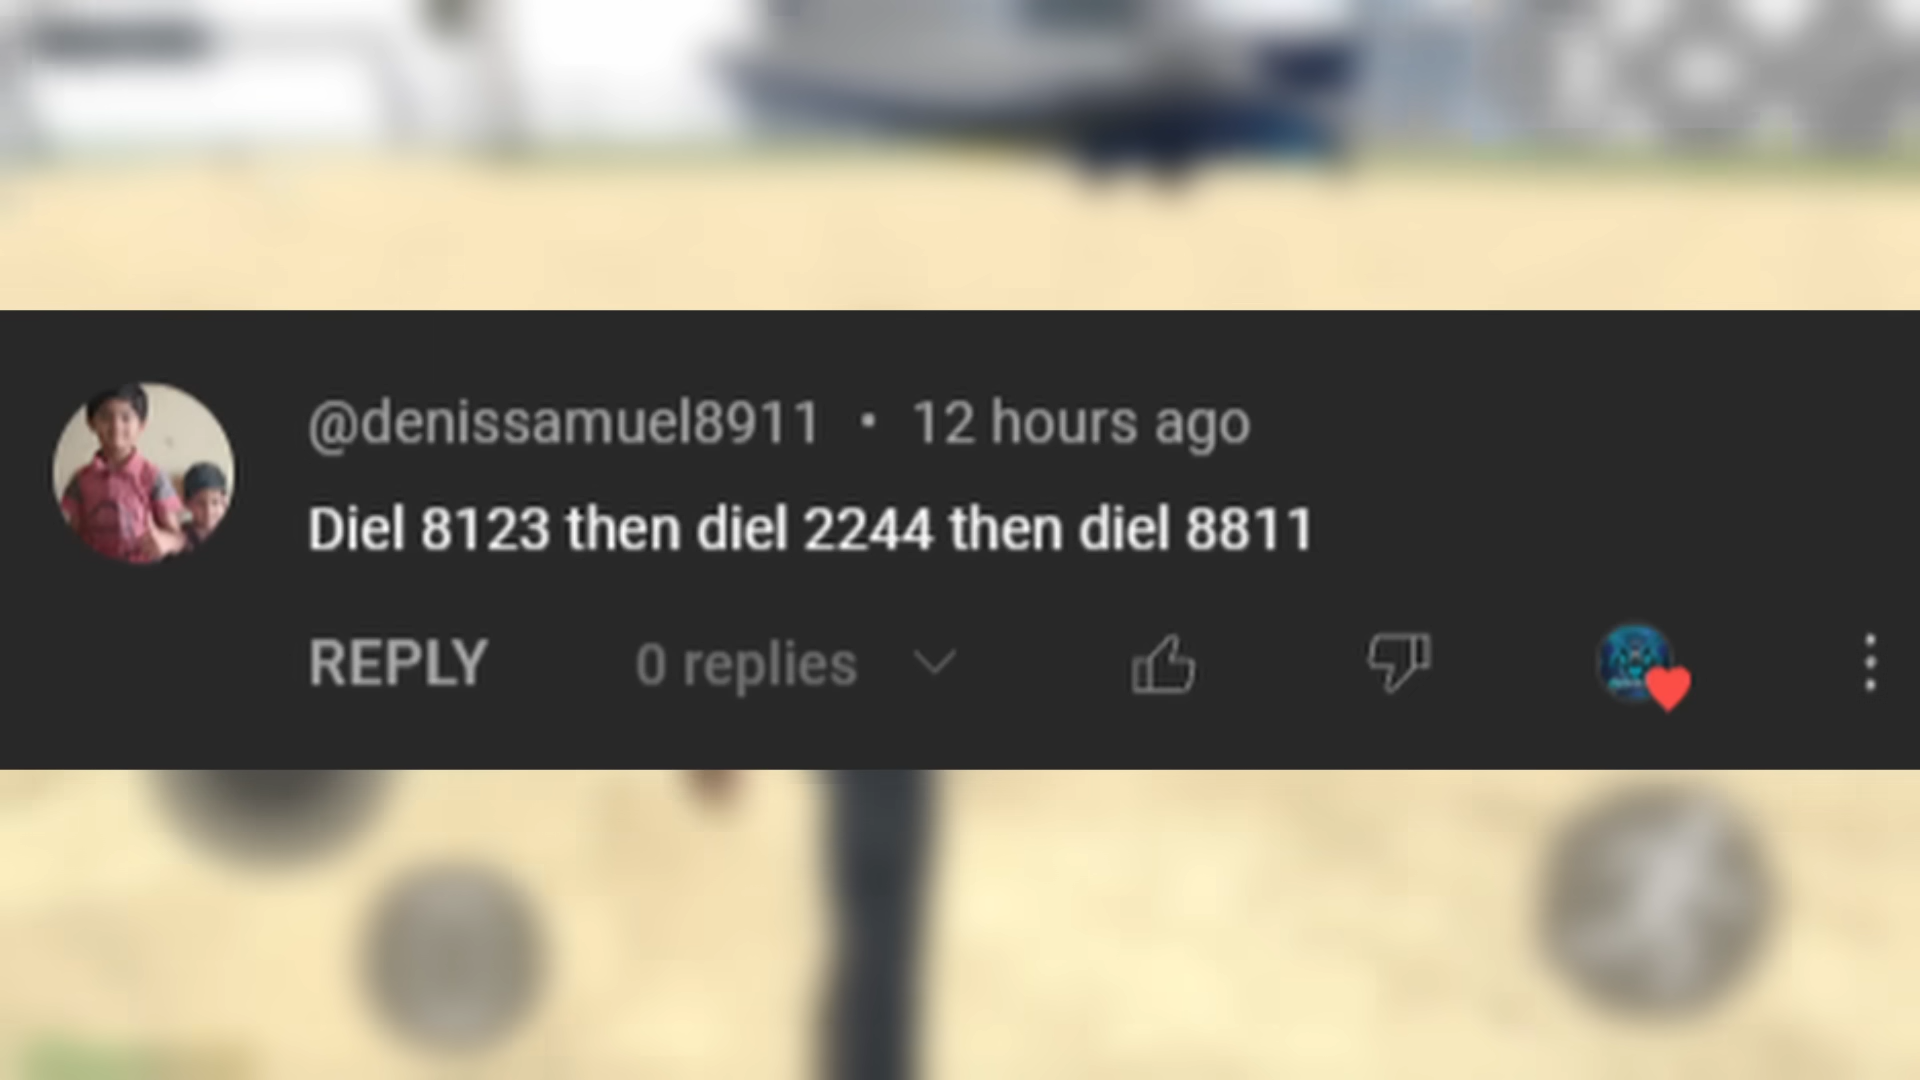 @denissamuel8911 • 12 hours ago
Diel 8123 then diel 2244 then diel 8811
REPLY 0 replies